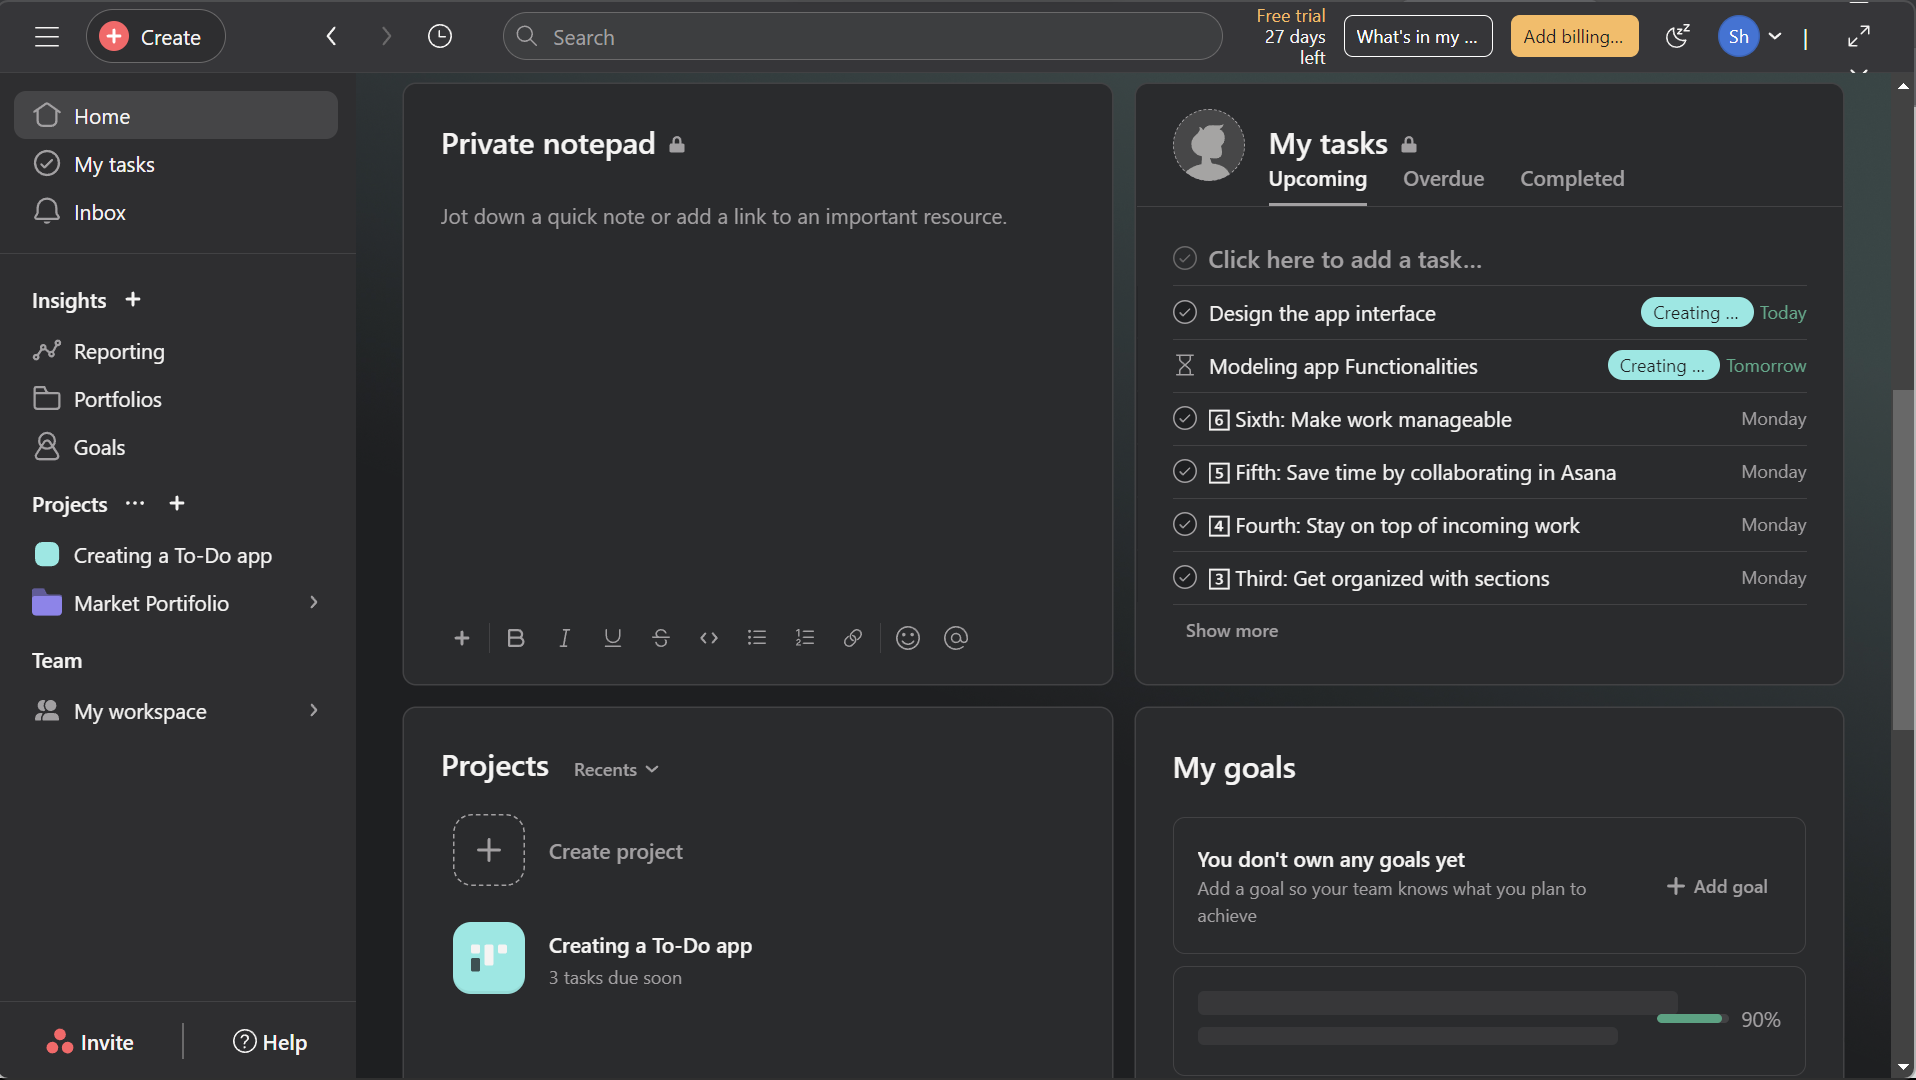 Create
Search
Free trial
27 days
left
What's in my ...
Add billing...
Sh
Home
My tasks
Inbox
Insights
Reporting
Portfolios
Goals
Projects
Creating a To-Do app
Market Portifolio
Team
My workspace
Invite
Help
Private notepad
Jot down a quick note or add a link to an important resource.
My tasks
Upcoming Overdue Completed
Click here to add a task...
Design the app interface Creating ... Today
Modeling app Functionalities Creating ... Tomorrow
6 Sixth: Make work manageable Monday
5 Fifth: Save time by collaborating in Asana Monday
4 Fourth: Stay on top of incoming work Monday
3 Third: Get organized with sections Monday
Show more
Projects Recents
Create project
Creating a To-Do app
3 tasks due soon
My goals
You don't own any goals yet
Add a goal so your team knows what you plan to
achieve
Add goal
90%